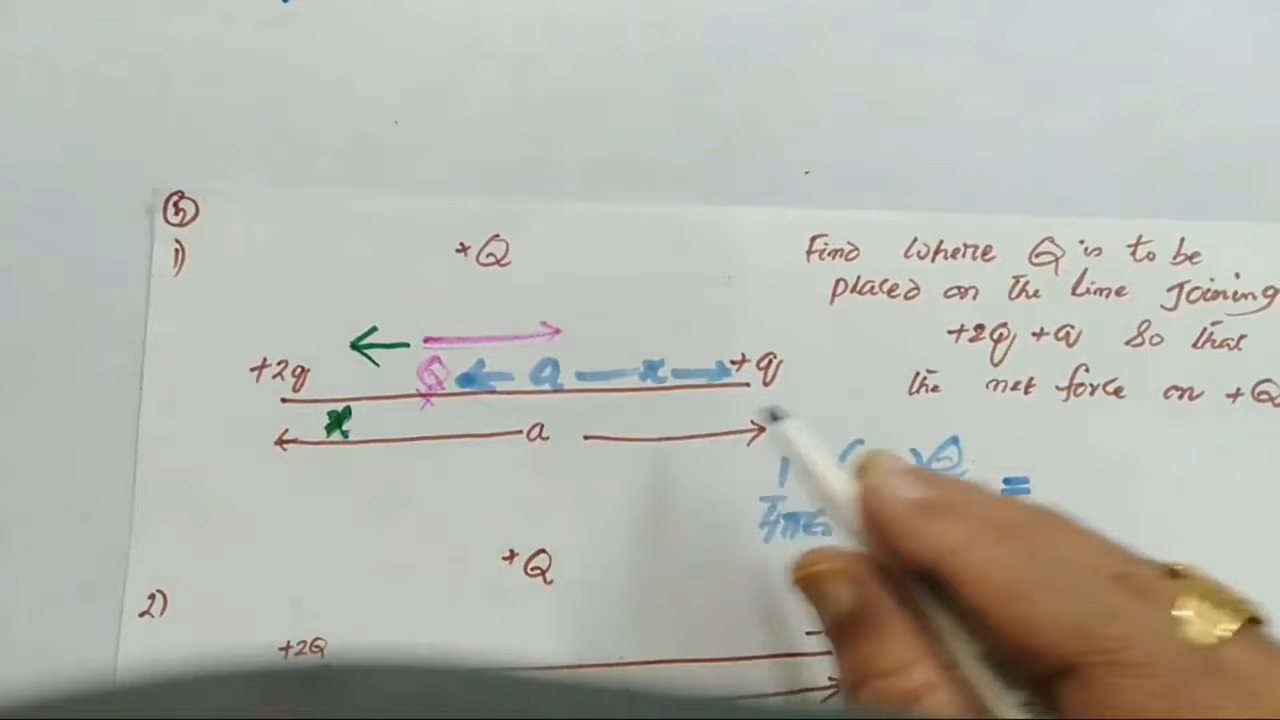 3
1)
+Q
Find where Q is to be
placed on the line Joining
+2q +q So that
the net force on +Q
+2q Q a — x +q
x
a
1
4πε
( )Q
=
+Q
2)
+2Q